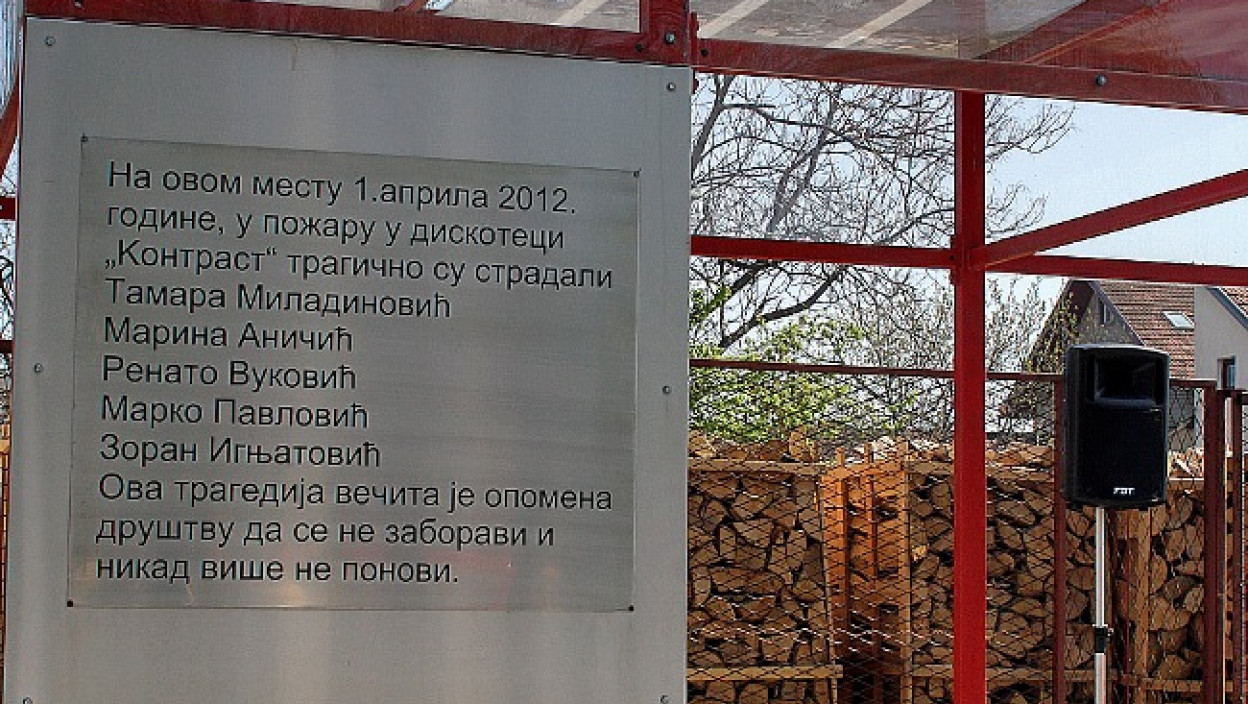 На овом месту 1.априла 2012.
године, у пожару у дискотеци
„Контраст“ трагично су страдали
Тамара Миладиновић
Марина Аничић
Ренато Вуковић
Марко Павловић
Зоран Игњатовић
Ова трагедија вечита је опомена
друштву да се не заборави и
никад више не понови.
FBT